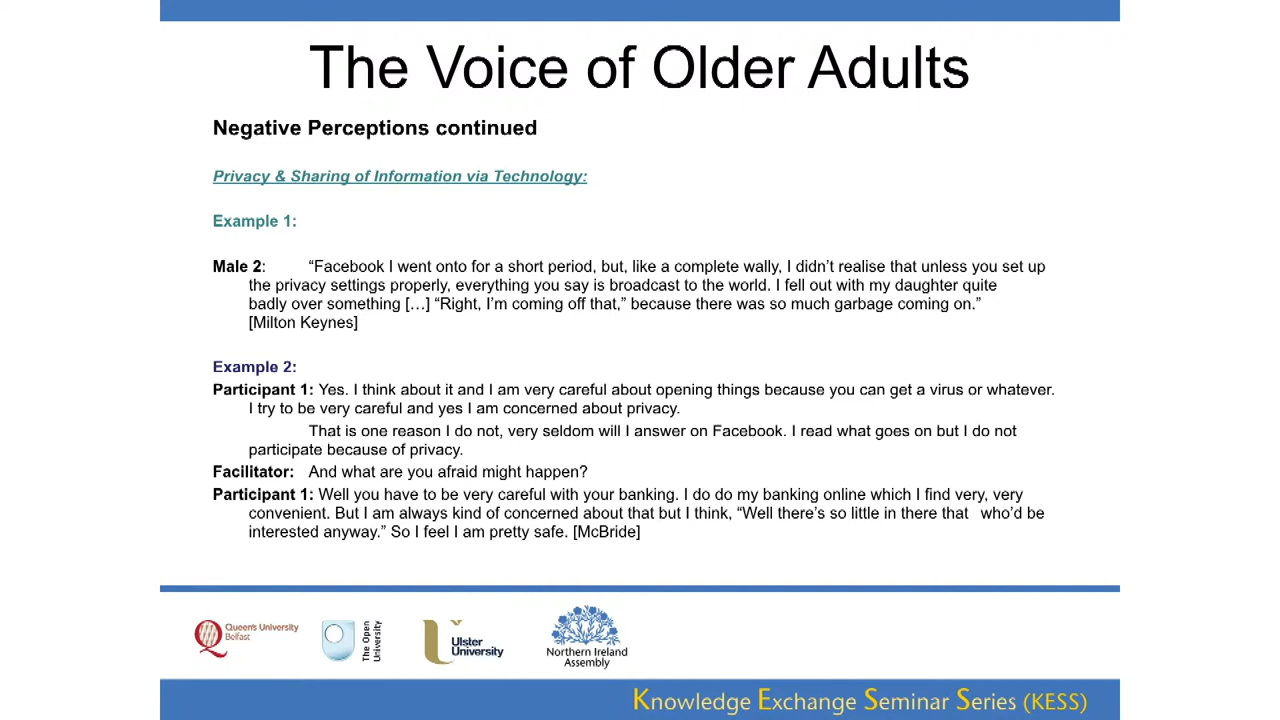 The Voice of Older Adults
Negative Perceptions continued
Privacy & Sharing of Information via Technology:
Example 1:
Male 2: “Facebook I went onto for a short period, but, like a complete wally, I didn’t realise that unless you set up
the privacy settings properly, everything you say is broadcast to the world. I fell out with my daughter quite
badly over something […] “Right, I’m coming off that,” because there was so much garbage coming on.”
[Milton Keynes]
Example 2:
Participant 1: Yes. I think about it and I am very careful about opening things because you can get a virus or whatever.
I try to be very careful and yes I am concerned about privacy.
That is one reason I do not, very seldom will I answer on Facebook. I read what goes on but I do not
participate because of privacy.
Facilitator: And what are you afraid might happen?
Participant 1: Well you have to be very careful with your banking. I do do my banking online which I find very, very
convenient. But I am always kind of concerned about that but I think, “Well there’s so little in there that who’d be
interested anyway.” So I feel I am pretty safe. [McBride]
Queen's University
Belfast
The Open
University
Ulster
University
Northern Ireland
Assembly
Knowledge Exchange Seminar Series (KESS)